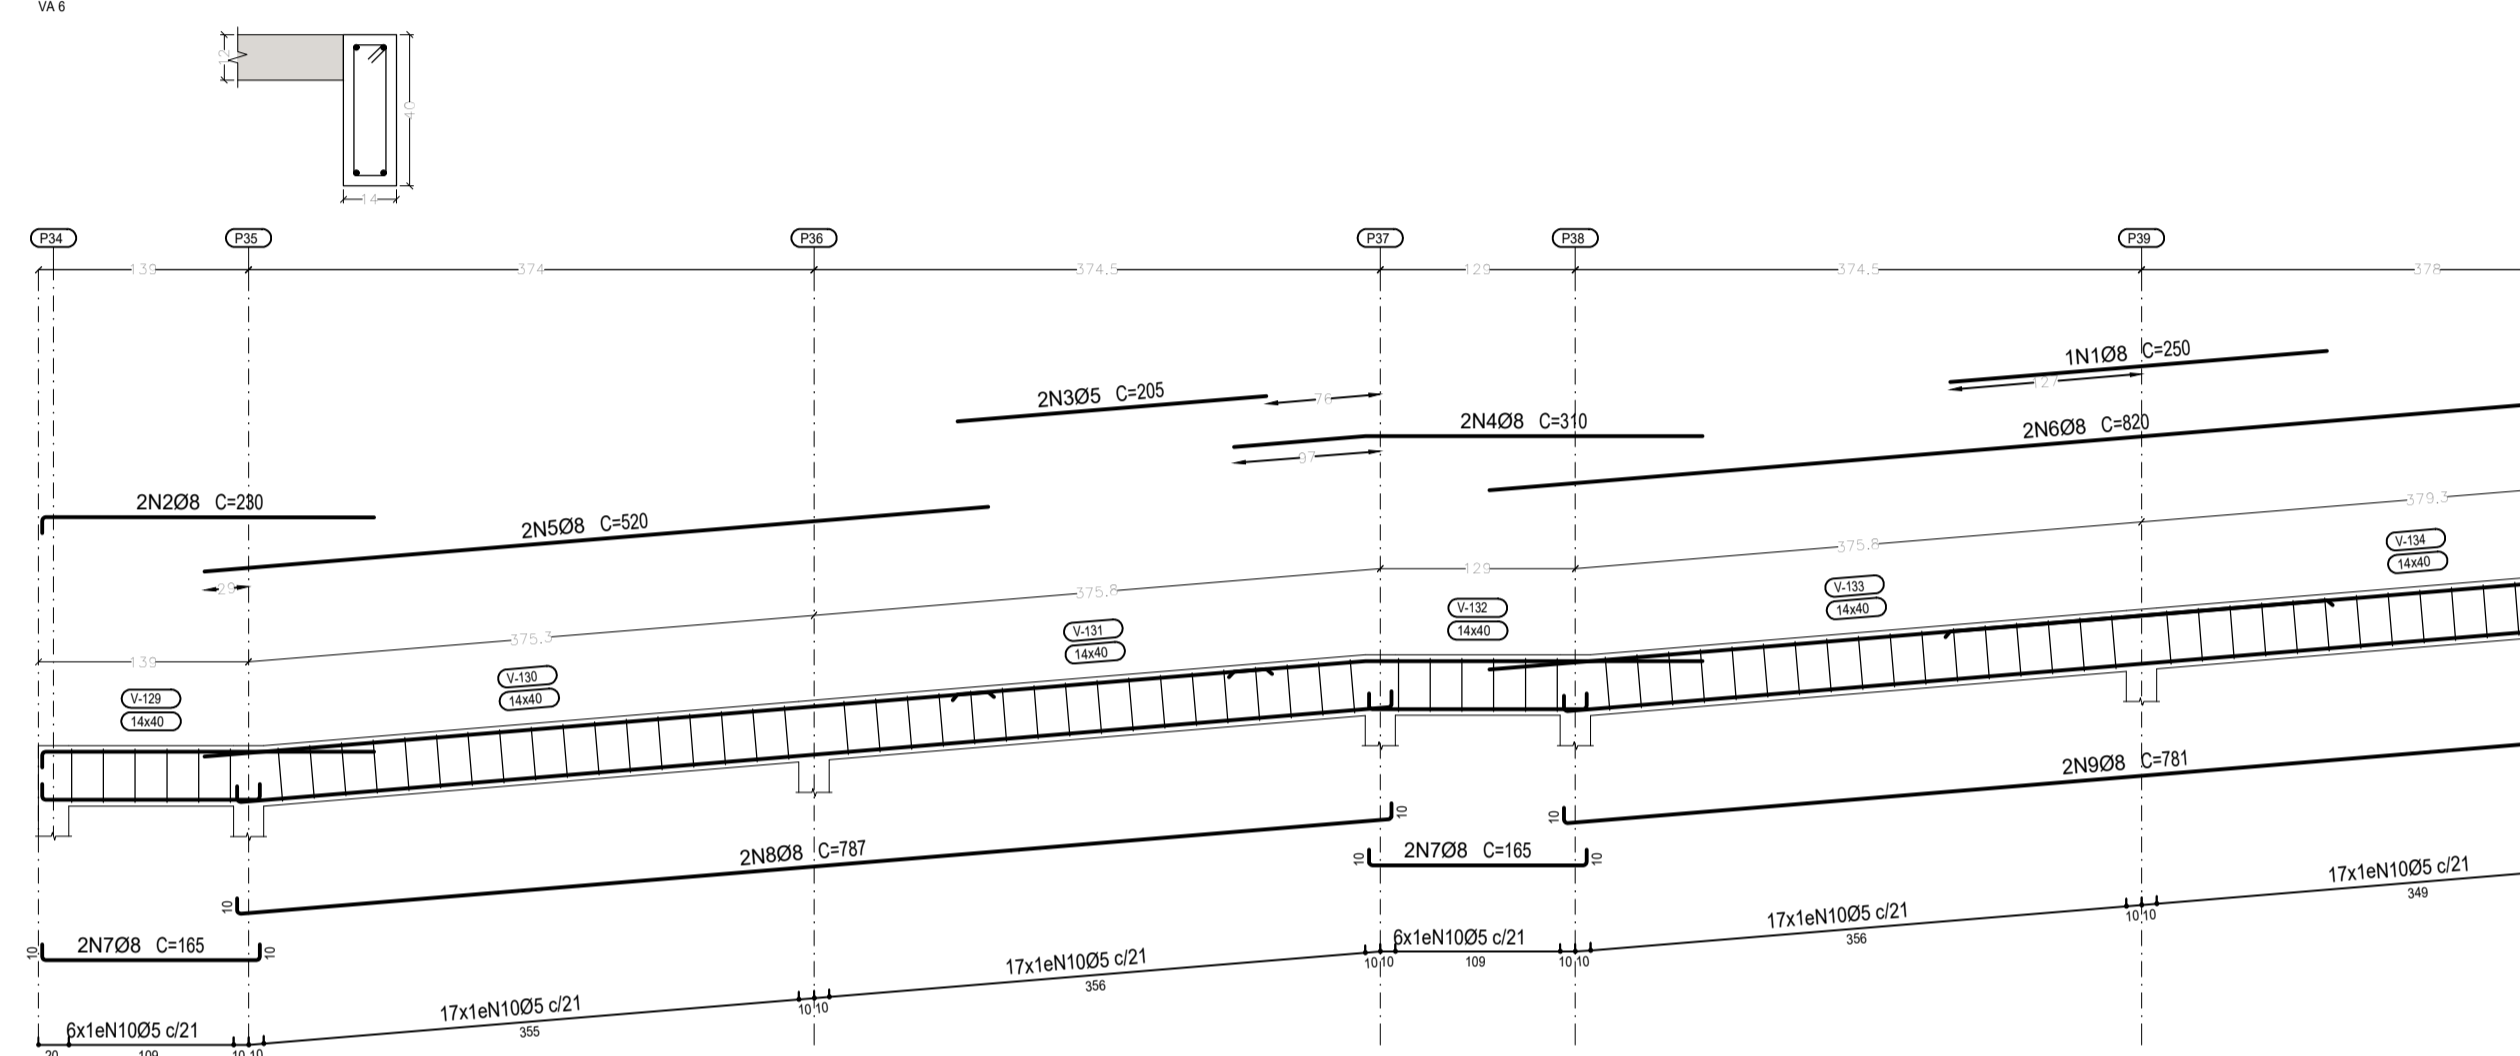 VA 6
12
40
14
P34
P35
P36
P37
P38
P39
139
374
374.5
129
374.5
378
1N1Ø8 C=250
127
2N3Ø5 C=205
76
2N4Ø8 C=310
97
2N6Ø8 C=820
2N2Ø8 C=230
2N5Ø8 C=520
29
379.3
375.8
129
375.8
375.3
139
V-134
14x40
V-133
14x40
V-132
14x40
V-131
14x40
V-130
14x40
V-129
14x40
2N9Ø8 C=781
10
2N8Ø8 C=787
10
10
2N7Ø8 C=165
10
10
10
2N7Ø8 C=165
10
10
17x1eN10Ø5 c/21
349
17x1eN10Ø5 c/21
356
10 10
6x1eN10Ø5 c/21
109
10 10
10 10
17x1eN10Ø5 c/21
356
10 10
17x1eN10Ø5 c/21
355
6x1eN10Ø5 c/21
20
109
10 10